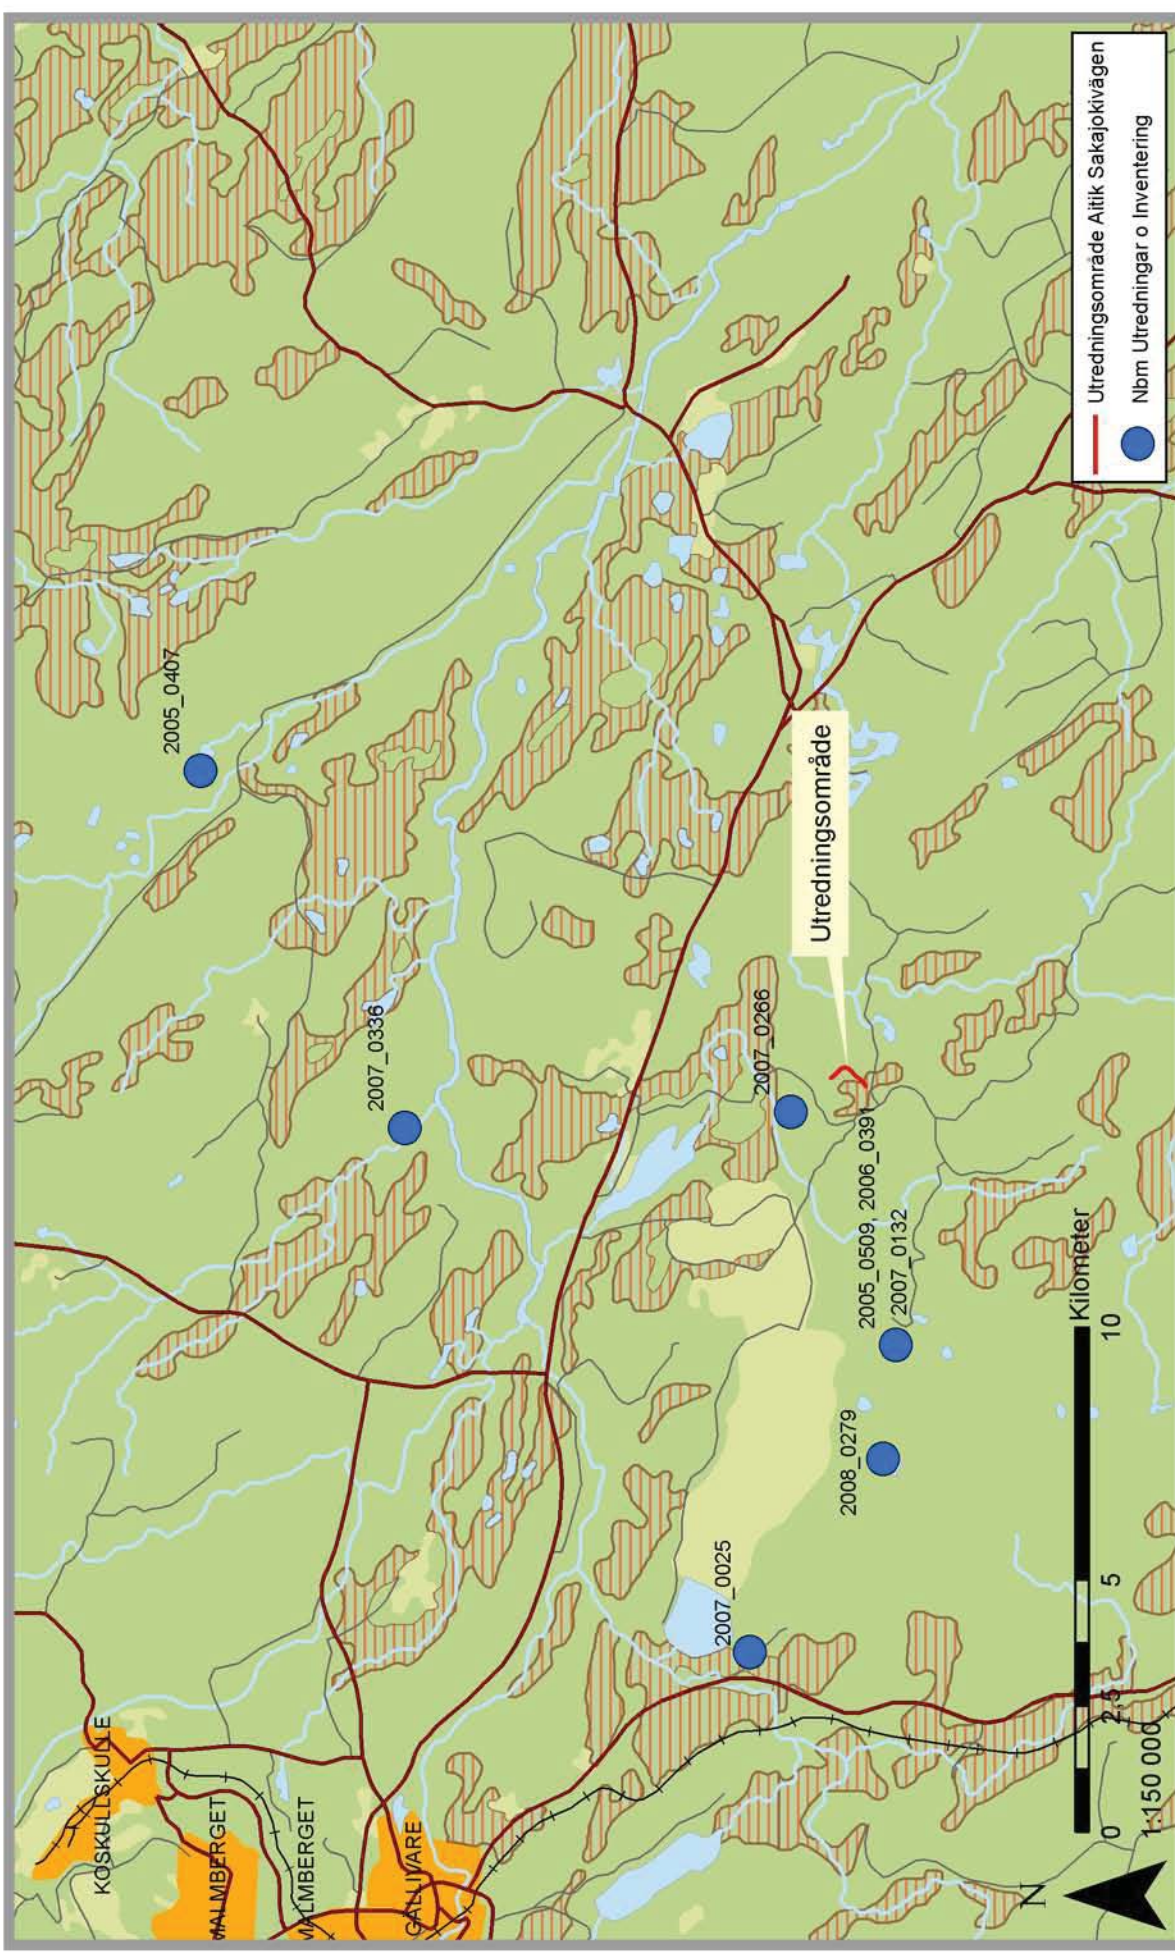 KOSKULLSKULLE
MALMBERGET
MALMBERGET
GÄLLIVARE
2005_0407
2007_0336
2007_0266
Utredningsområde
2005_0509, 2006_0391
2007_0132
2008_0279
2007_0025
N
0
2,5
5
10
Kilometer
1:150 000
Utredningsområde Aitik Sakajokivägen
Nbm Utredningar o Inventering